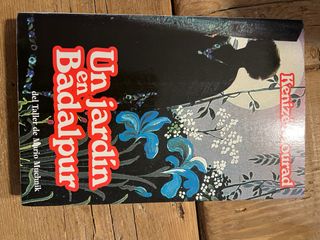 Kenizé Mourad
Un jardín
en
Badalpur
del Taller de Mario Muchnik